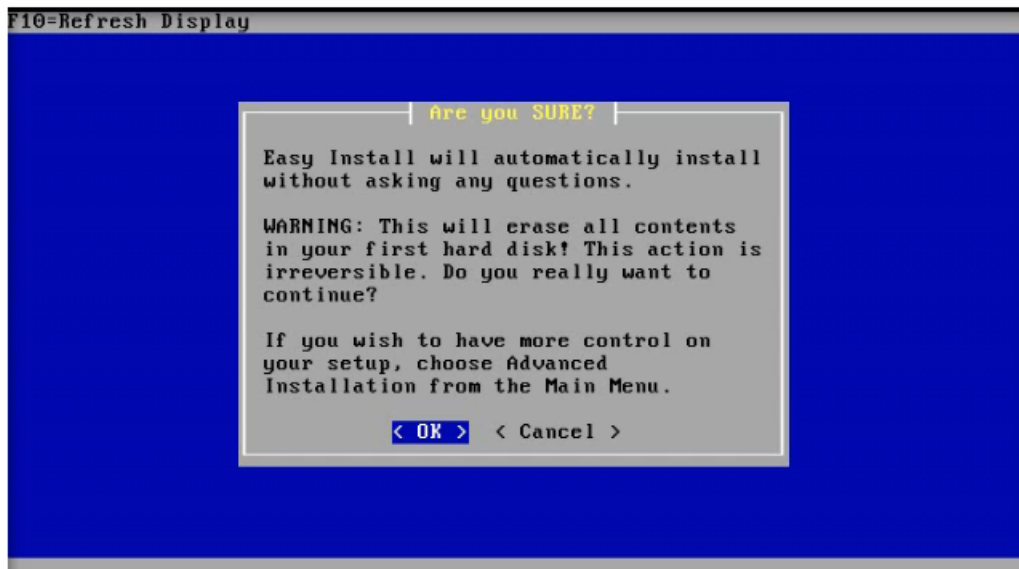 F10=Refresh Display
Are you SURE?
Easy Install will automatically install
without asking any questions.
WARNING: This will erase all contents
in your first hard disk! This action is
irreversible. Do you really want to
continue?
If you wish to have more control on
your setup, choose Advanced
Installation from the Main Menu.
< OK > < Cancel >